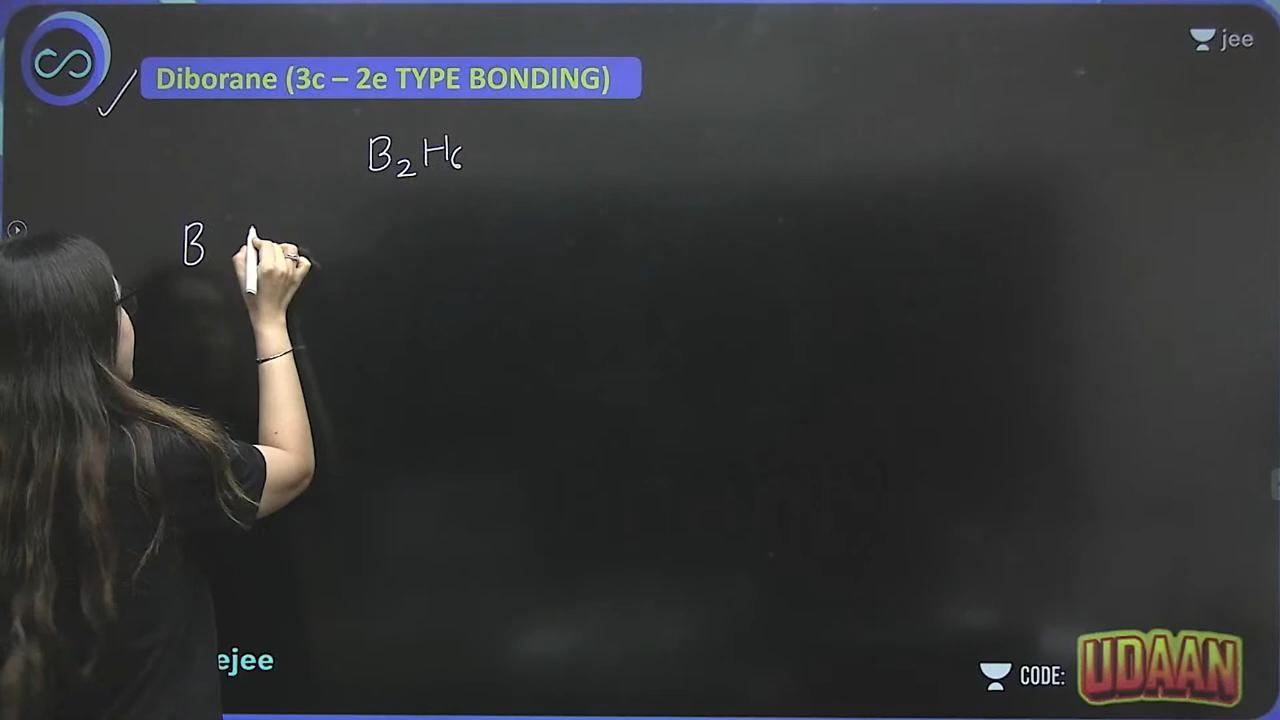 jee
Diborane (3c – 2e TYPE BONDING)
B2H6
B
ejee
CODE: UDAAN